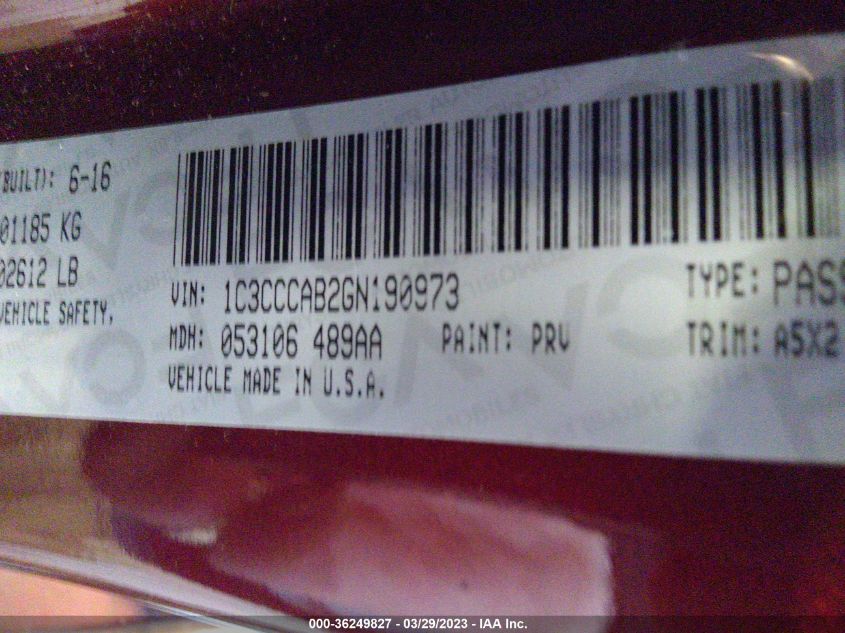 (BUILT): 6-16
01185 KG
02612 LB
VEHICLE SAFETY,
VIN: 1C3CCCAB2GN190973 TYPE: PASS
MDH: 053106 489AA PAINT: PRV TRIM: A5X2
VEHICLE MADE IN U.S.A.
000-36249827 - 03/29/2023 - IAA Inc.